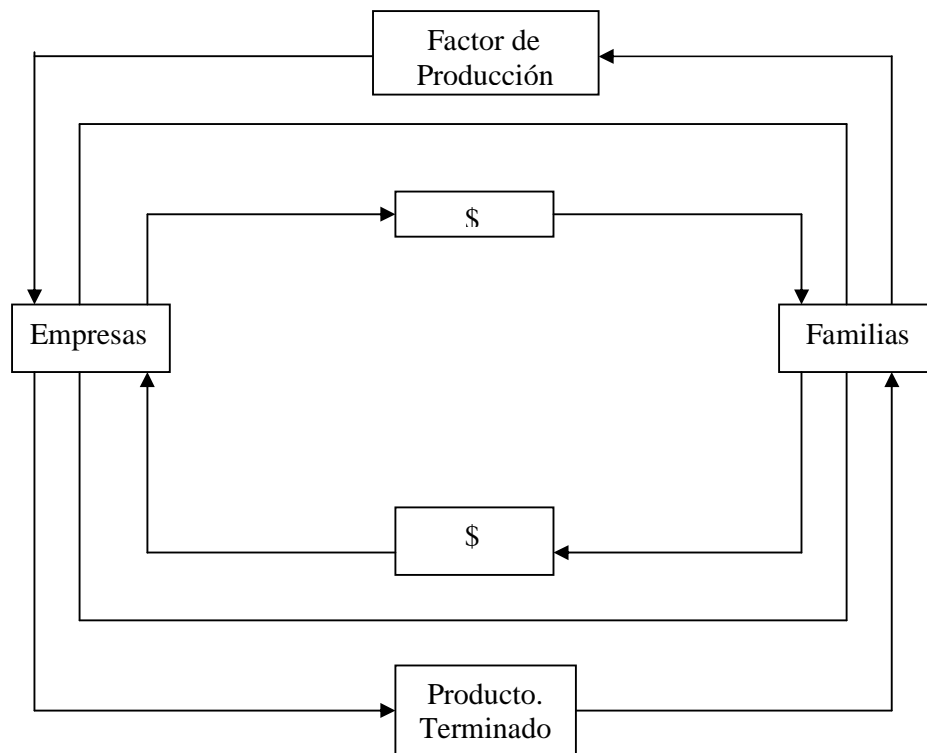 Factor de
Producción
$
Empresas
Familias
$
Producto.
Terminado